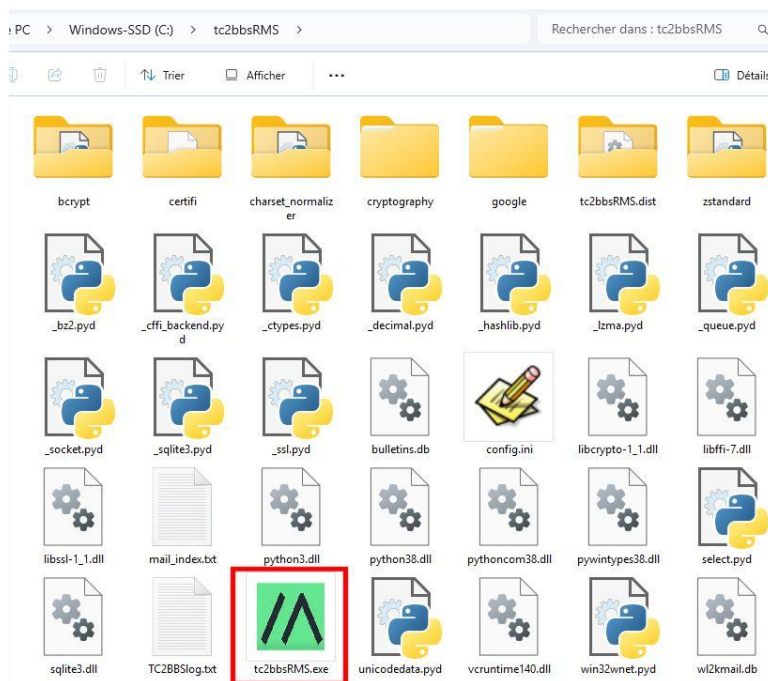 PC > Windows-SSD (C:) > tc2bbsRMS >
Rechercher dans : tc2bbsRMS
Trier
Afficher
Détails
bcrypt
certifi
charset_normaliz
er
cryptography
google
tc2bbsRMS.dist
zstandard
_bz2.pyd
_cffi_backend.py
d
_ctypes.pyd
_decimal.pyd
_hashlib.pyd
_lzma.pyd
_queue.pyd
_socket.pyd
_sqlite3.pyd
_ssl.pyd
bulletins.db
config.ini
libcrypto-1_1.dll
libffi-7.dll
libssl-1_1.dll
mail_index.txt
python3.dll
python38.dll
pythoncom38.dll
pywintypes38.dll
select.pyd
sqlite3.dll
TC2BBSlog.txt
tc2bbsRMS.exe
unicodedata.pyd
vcruntime140.dll
win32wnet.pyd
wl2kmail.db